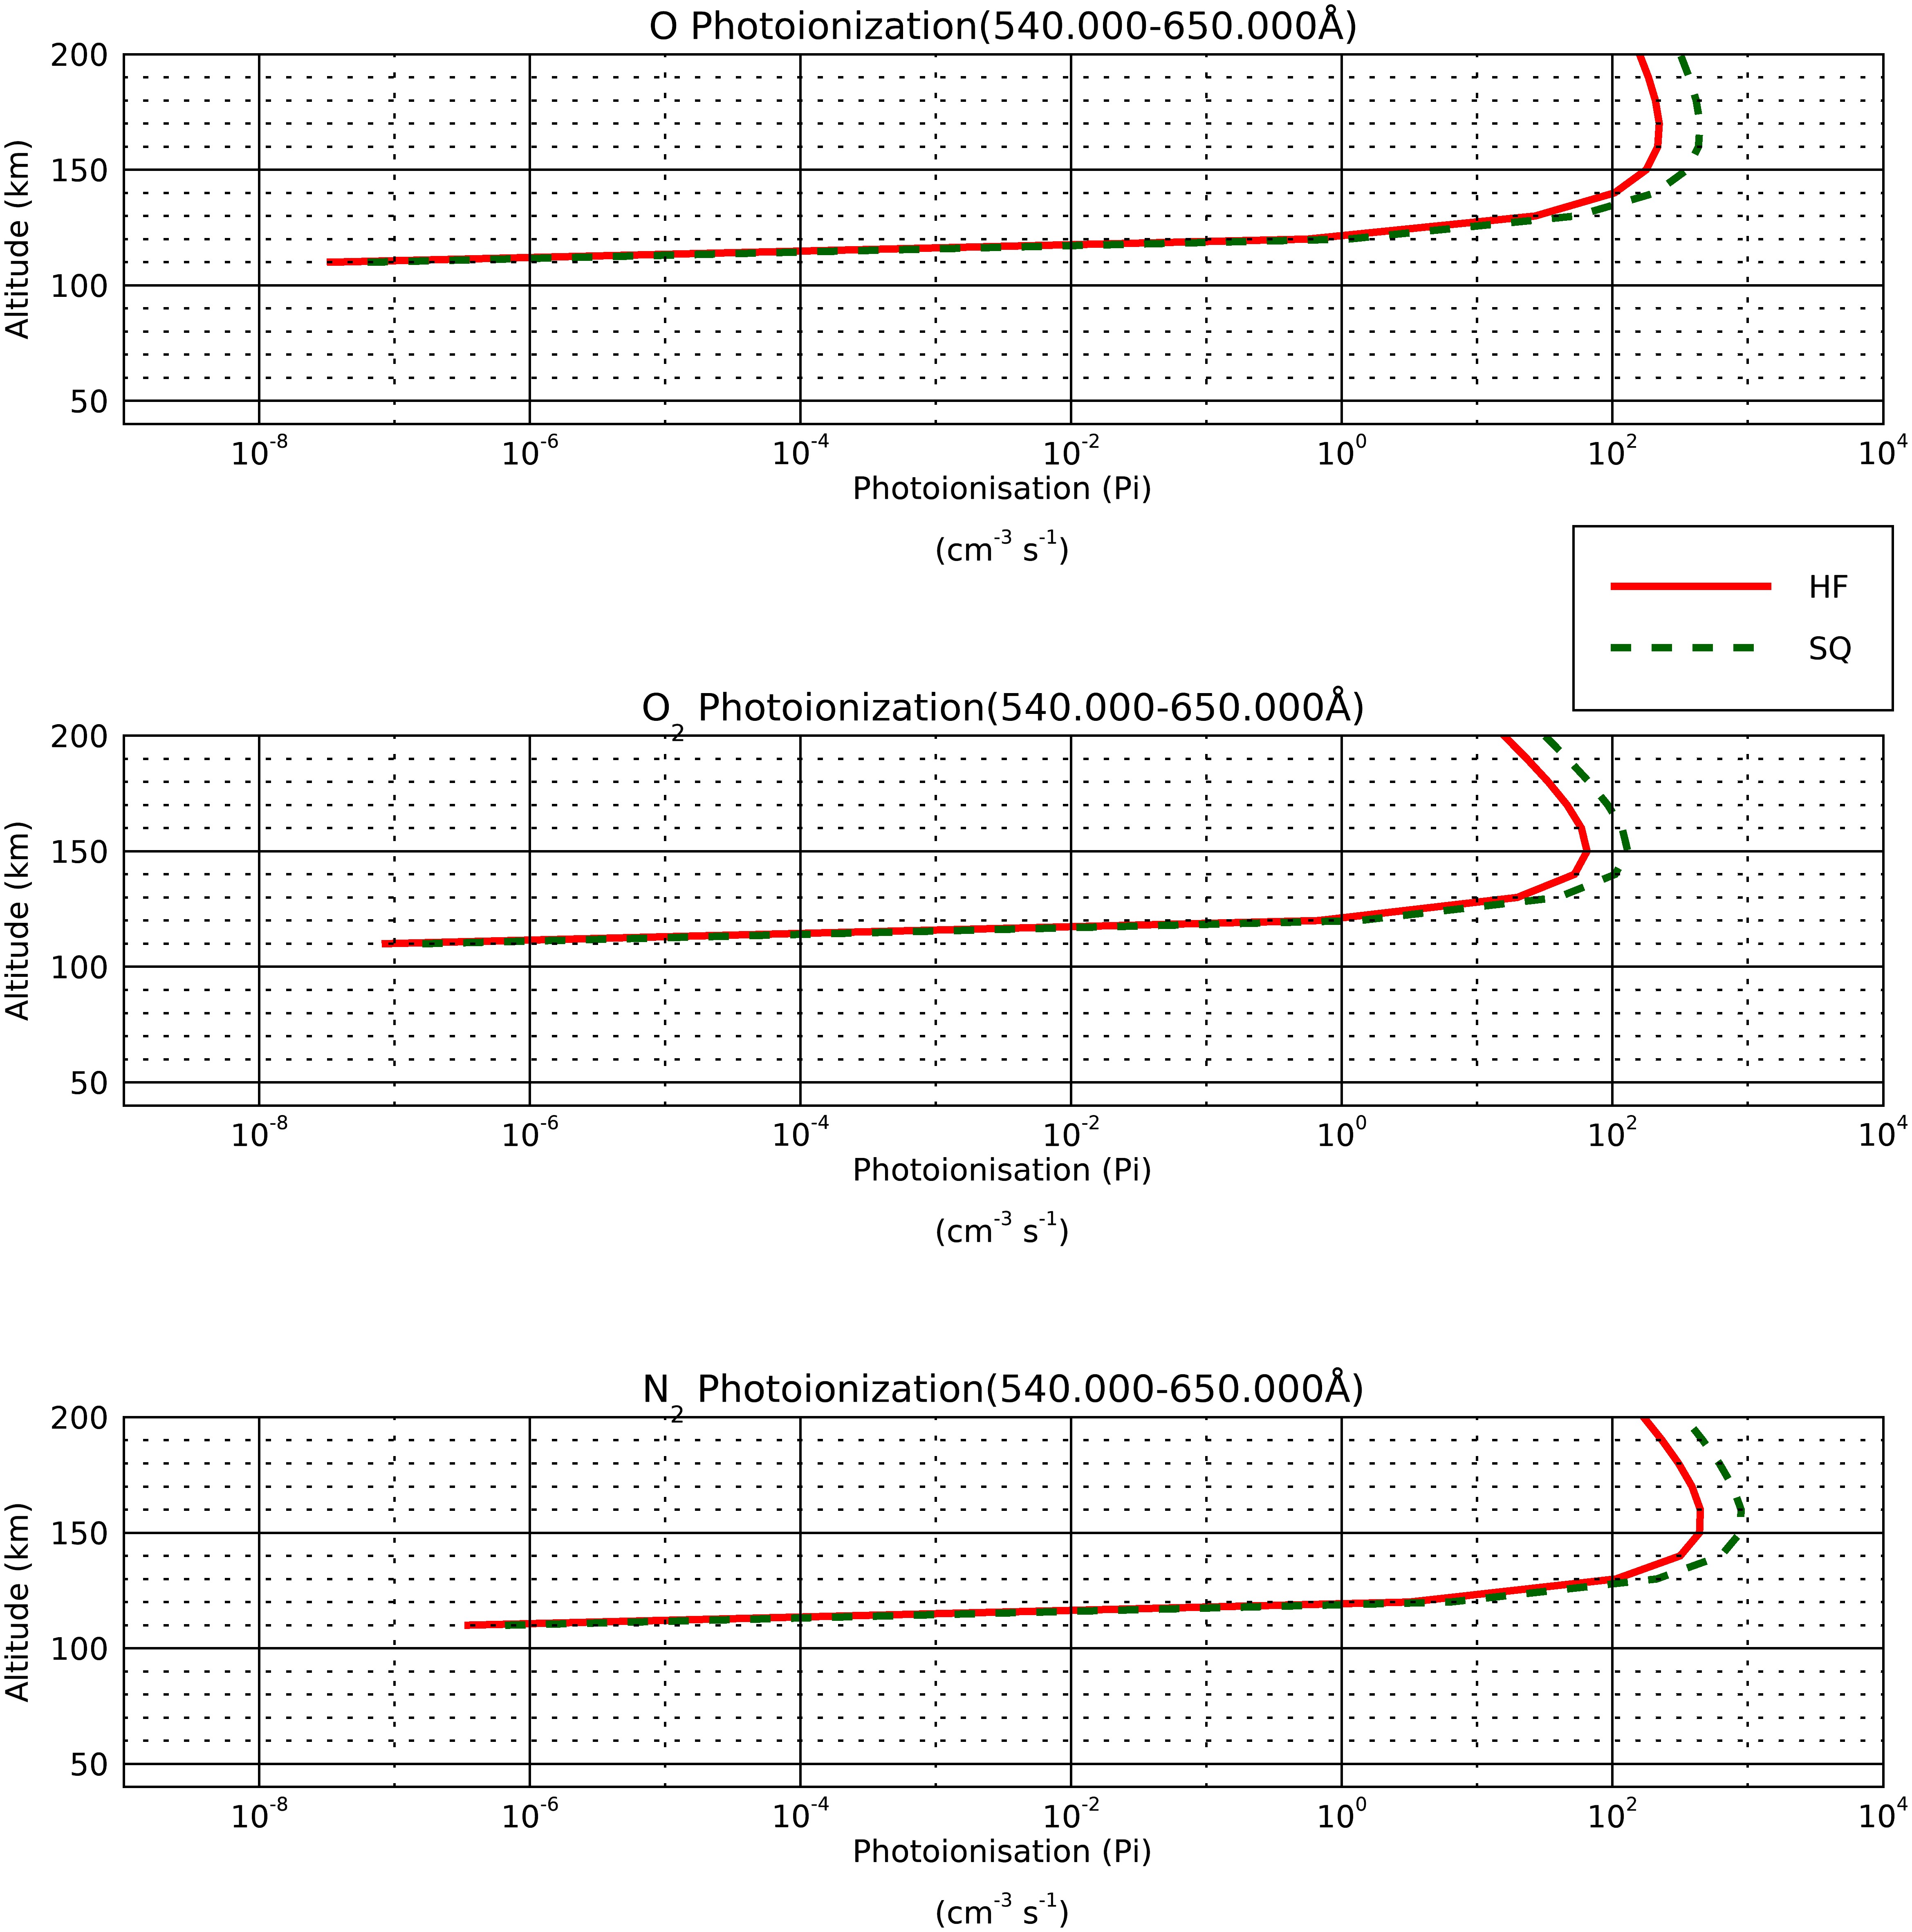 O Photoionization(540.000-650.000Å)
200
150
100
50
Altitude (km)
10⁻⁸ 10⁻⁶ 10⁻⁴ 10⁻² 10⁰ 10² 10⁴
Photoionisation (Pi)
(cm⁻³ s⁻¹)
HF
SQ
O₂ Photoionization(540.000-650.000Å)
200
150
100
50
Altitude (km)
10⁻⁸ 10⁻⁶ 10⁻⁴ 10⁻² 10⁰ 10² 10⁴
Photoionisation (Pi)
(cm⁻³ s⁻¹)
N₂ Photoionization(540.000-650.000Å)
200
150
100
50
Altitude (km)
10⁻⁸ 10⁻⁶ 10⁻⁴ 10⁻² 10⁰ 10² 10⁴
Photoionisation (Pi)
(cm⁻³ s⁻¹)